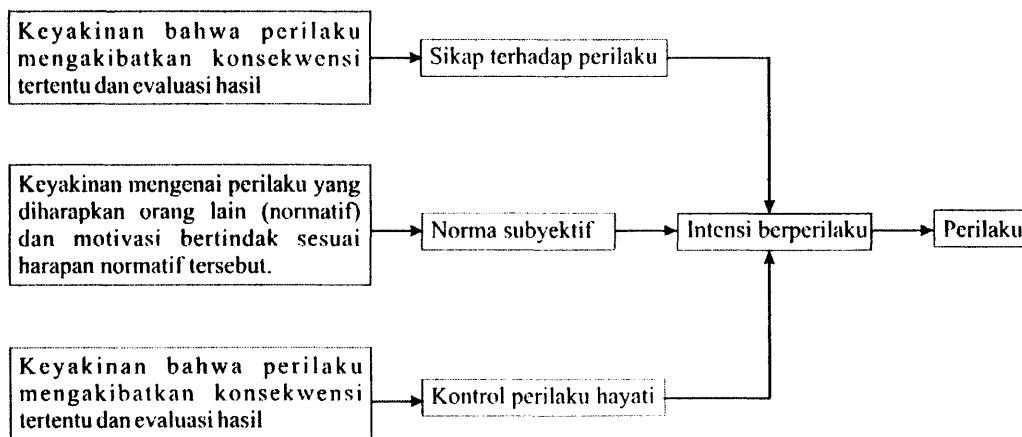 Keyakinan bahwa perilaku
mengakibatkan konsekwensi
tertentu dan evaluasi hasil
Sikap terhadap perilaku
Keyakinan mengenai perilaku yang
diharapkan orang lain (normatif)
dan motivasi bertindak sesuai
harapan normatif tersebut.
Norma subyektif
Intensi berperilaku
Perilaku
Keyakinan bahwa perilaku
mengakibatkan konsekwensi
tertentu dan evaluasi hasil
Kontrol perilaku hayati